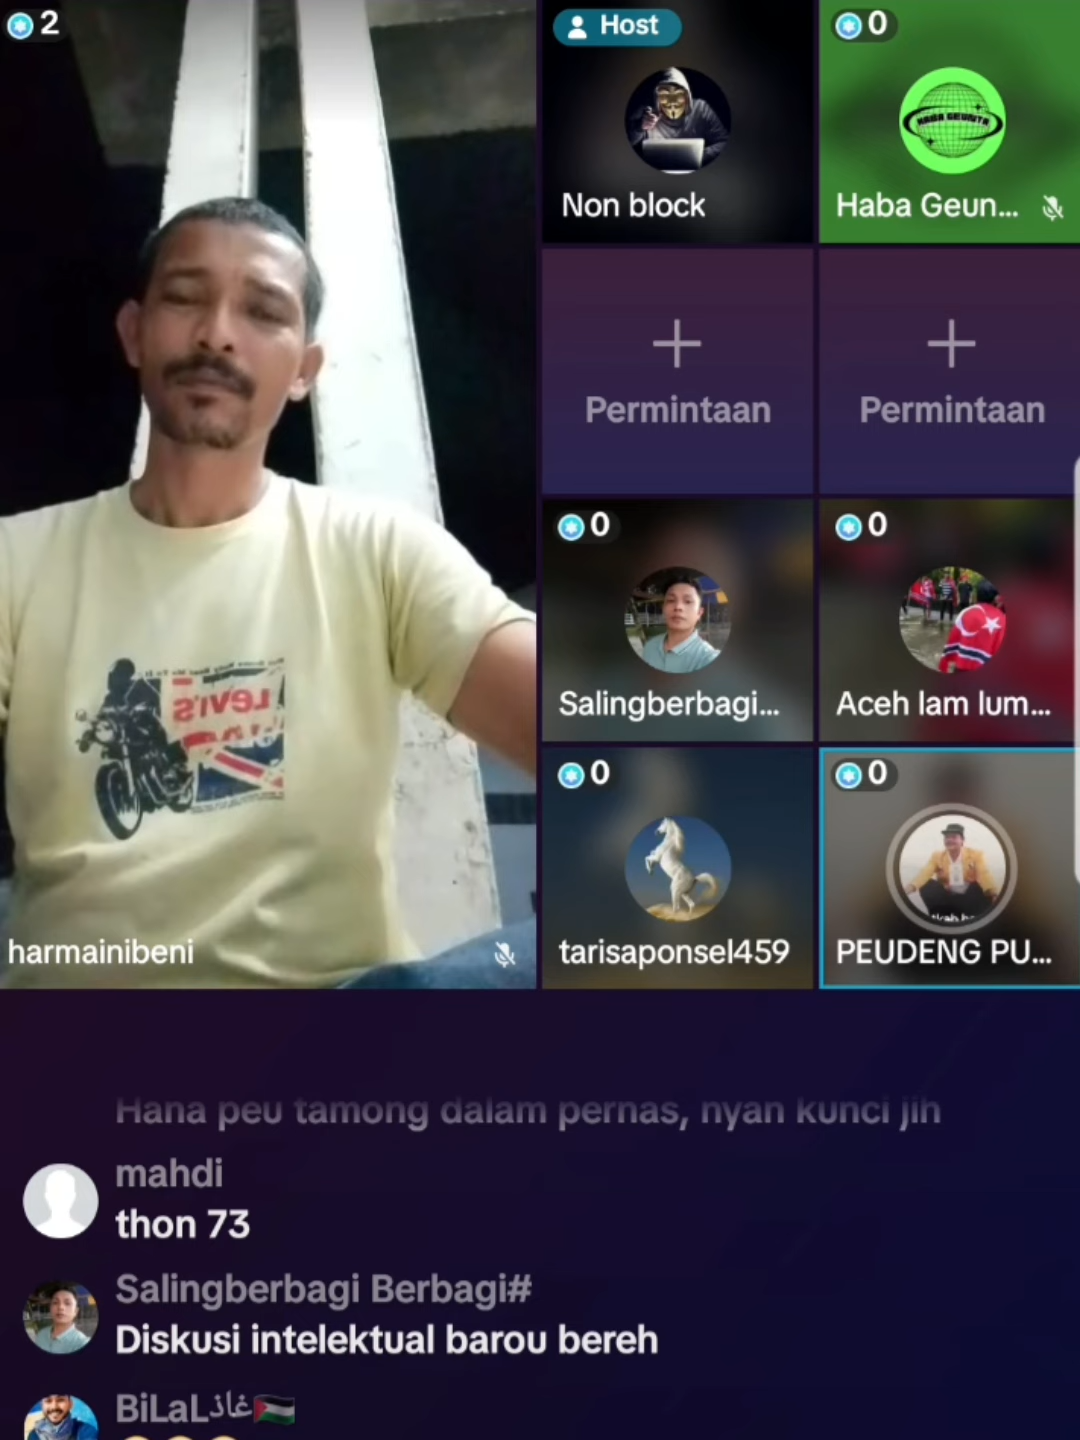 2
Host
0
Non block
Haba Geun...
Permintaan
Permintaan
0
0
Salingberbagi...
Aceh lam lum...
LEVI'S
0
0
harmainibeni
tarisaponsel459
PEUDENG PU...
Hana peu tamong dalam pernas, nyan kunci jih
mahdi
thon 73
Salingberbagi Berbagi#
Diskusi intelektual barou bereh
BiLaLغاذ🇵🇸